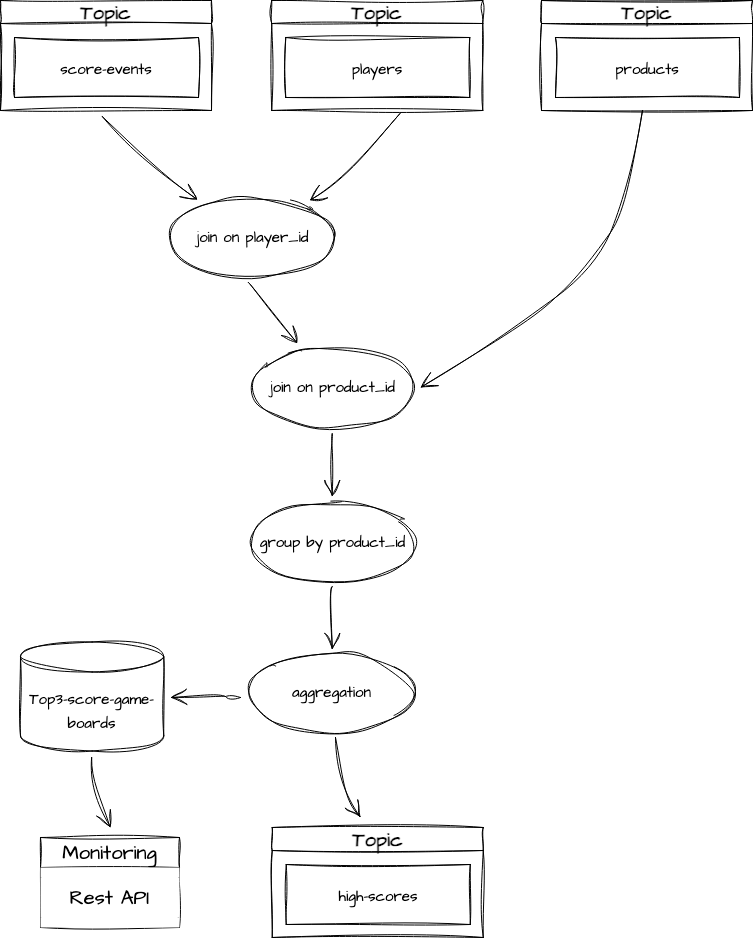 Topic
Topic
Topic
score-events
players
products
join on player_id
join on product_id
group by product_id
aggregation
Top3-score-game-
boards
Topic
Monitoring
Rest API
high-scores